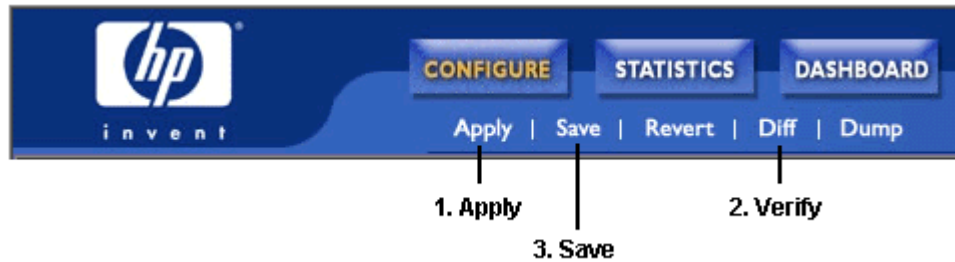 hp
invent
CONFIGURE STATISTICS DASHBOARD
Apply | Save | Revert | Diff | Dump
1. Apply 2. Verify
3. Save